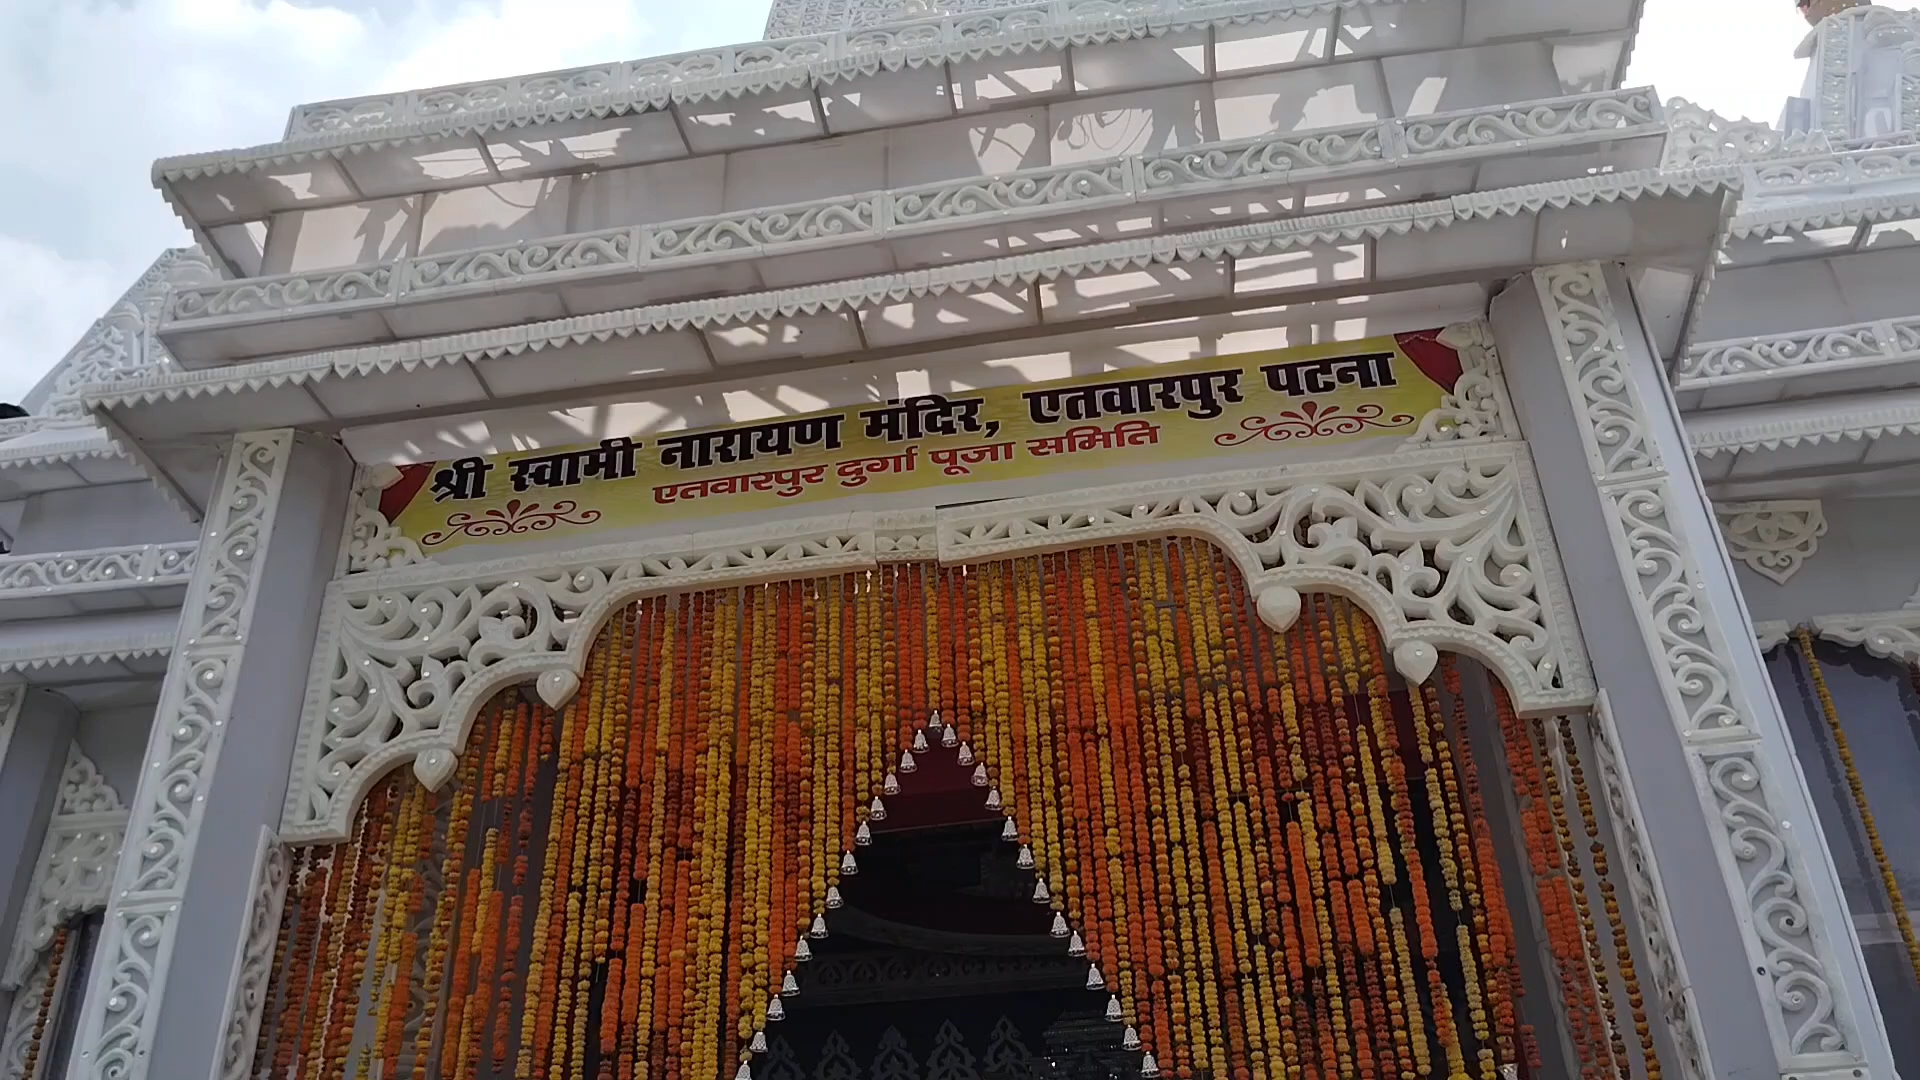 श्री स्वामी नारायण मंदिर, एतवारपुर पटना
एतवारपुर दुर्गा पूजा समिति